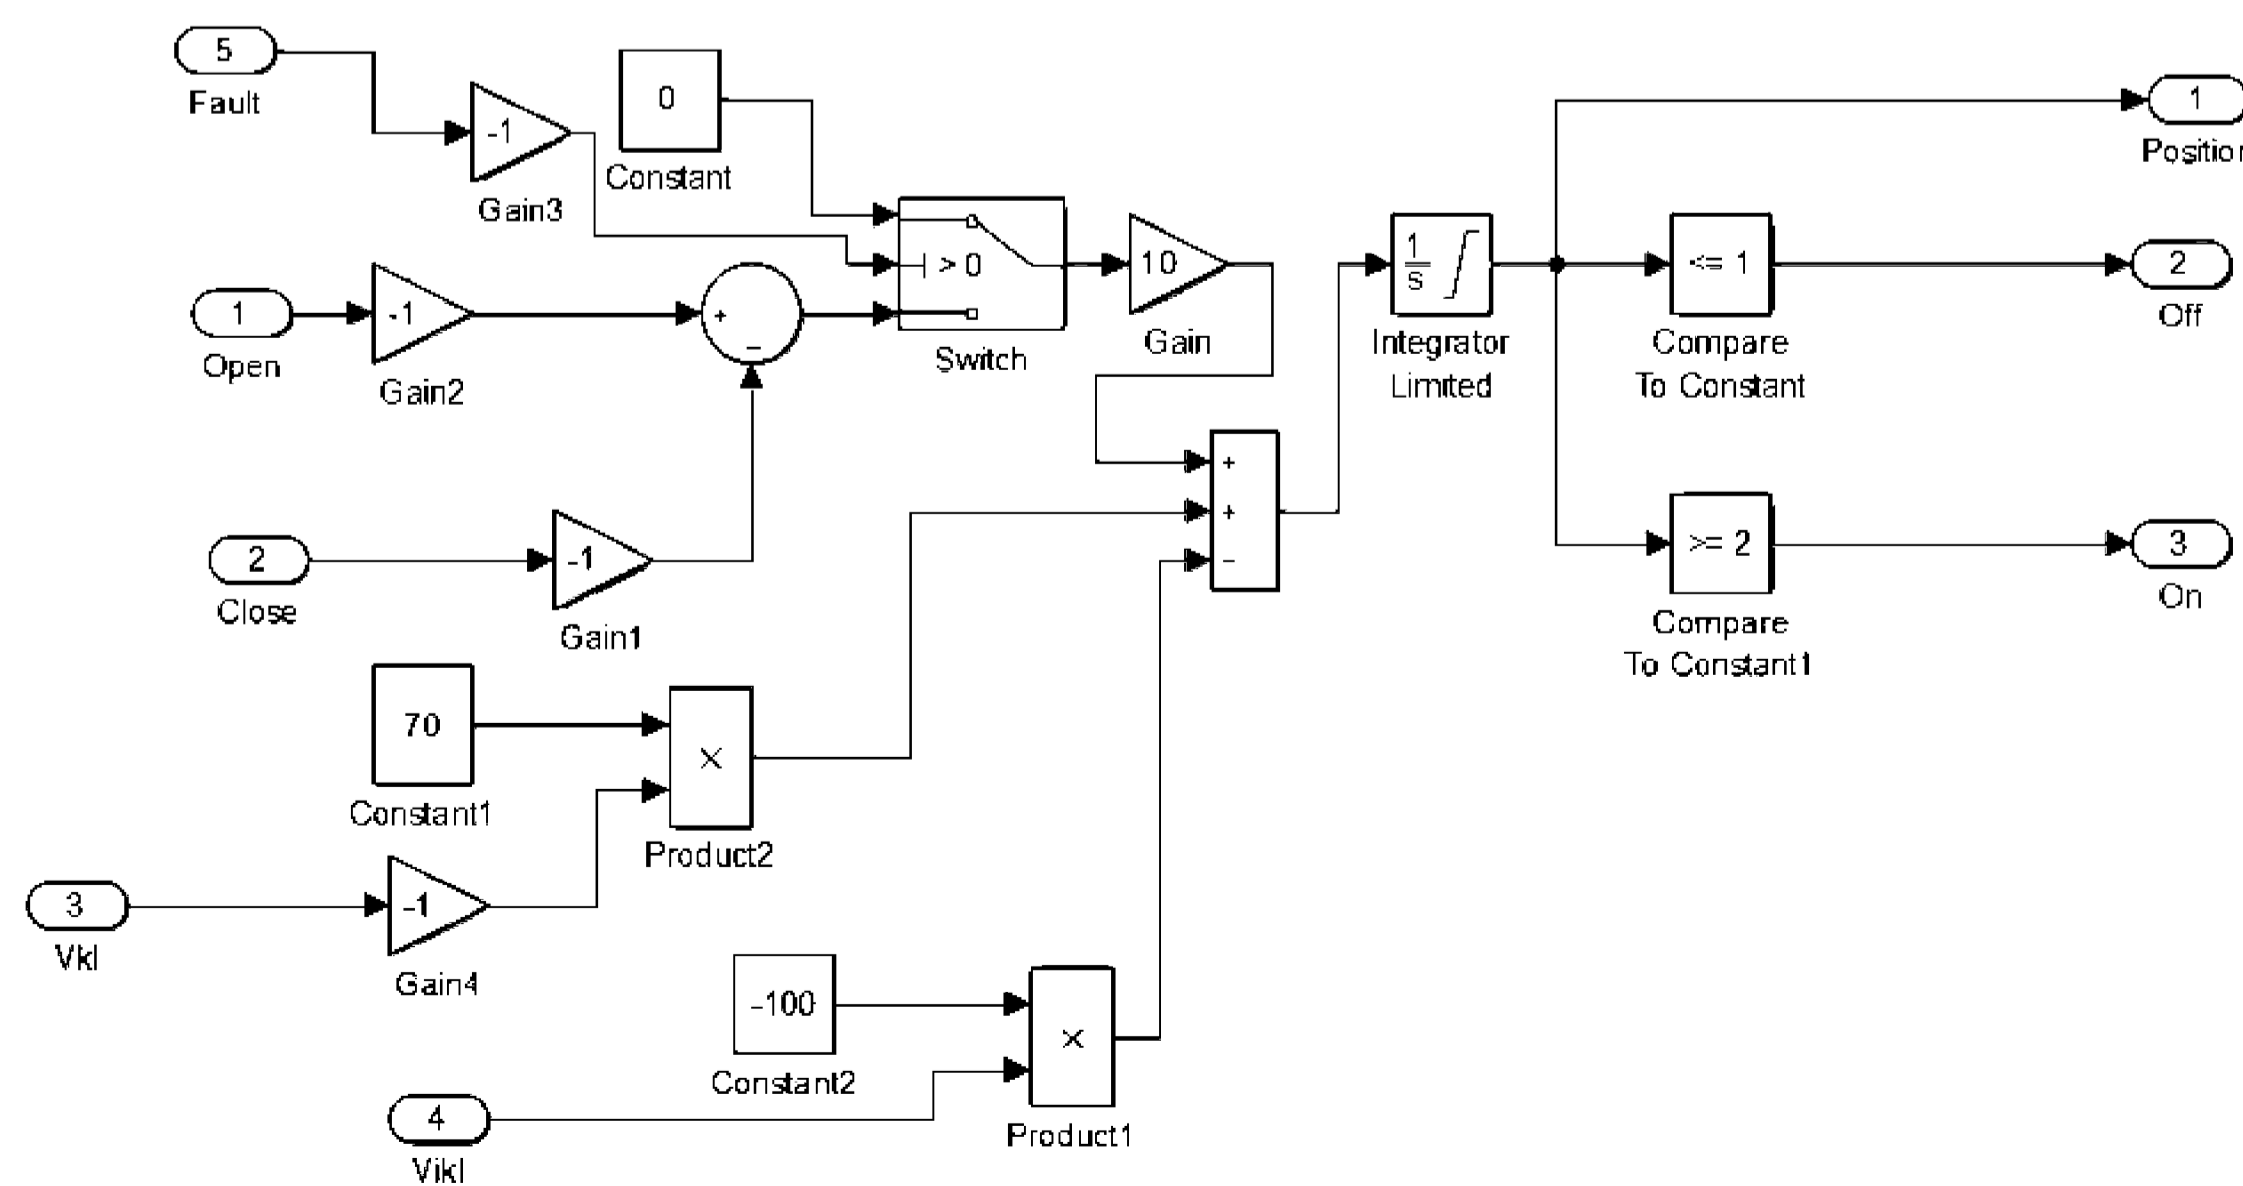 5
Fault
-1
Gain3
0
Constant
1
Open
-1
Gain2
+
−
> 0
Switch
10
Gain
1
s
Integrator
Limited
<= 1
Compare
To Constant
1
Position
2
Off
2
Close
-1
Gain1
+
+
−
>= 2
Compare
To Constant1
3
On
70
Constant1
×
Product2
3
Vkl
-1
Gain4
-100
Constant2
×
Product1
4
Vikl